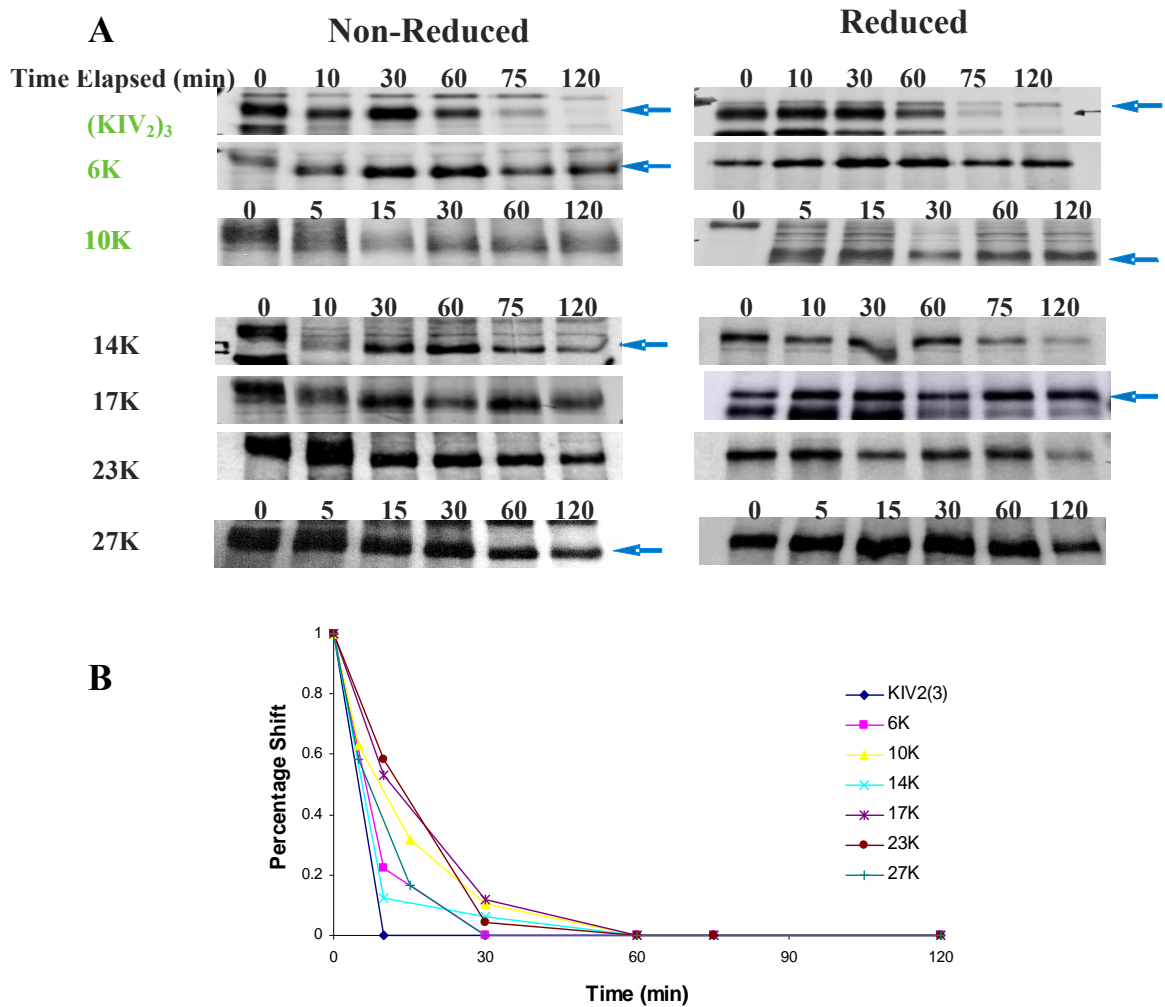 A
Non-Reduced
Reduced
Time Elapsed (min) 0 10 30 60 75 120 0 10 30 60 75 120
(KIV2)3
6K
0 5 15 30 60 120 0 5 15 30 60 120
10K
0 10 30 60 75 120 0 10 30 60 75 120
14K
17K
23K
0 5 15 30 60 120 0 5 15 30 60 120
27K
B
1
0.8
0.6
0.4
0.2
0
Percentage Shift
0 30 60 90 120
Time (min)
KIV2(3)
6K
10K
14K
17K
23K
27K